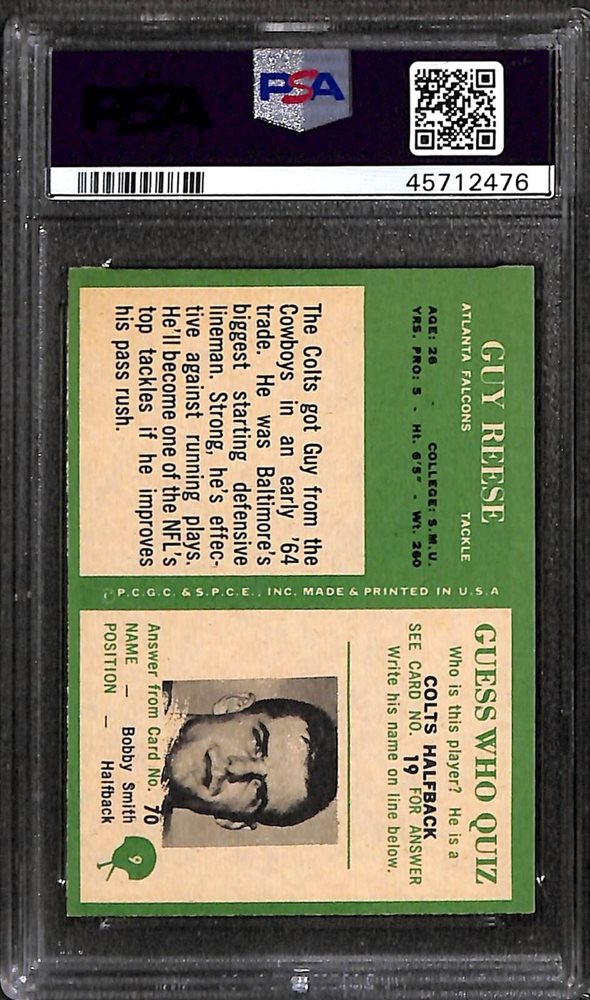 PSA
PSA
45712476
GUY REESE
ATLANTA FALCONS TACKLE
AGE: 26 - COLLEGE: S.M.U.
YRS. PRO: 5 - Ht. 6'5" - Wt. 260
The Colts got Guy from the
Cowboys in an early '64
trade. He was Baltimore's
biggest starting defensive
lineman. Strong, he's effec-
tive against running plays.
He'll become one of the NFL's
top tackles if he improves
his pass rush.
©P.C.G.C. & S.P.C.E., INC. MADE & PRINTED IN U.S.A
GUESS WHO QUIZ
Who is this player? He is a
COLTS HALFBACK
SEE CARD NO. 19 FOR ANSWER
Write his name on line below.
Answer from Card No. 70
NAME — Bobby Smith
POSITION — Halfback
9